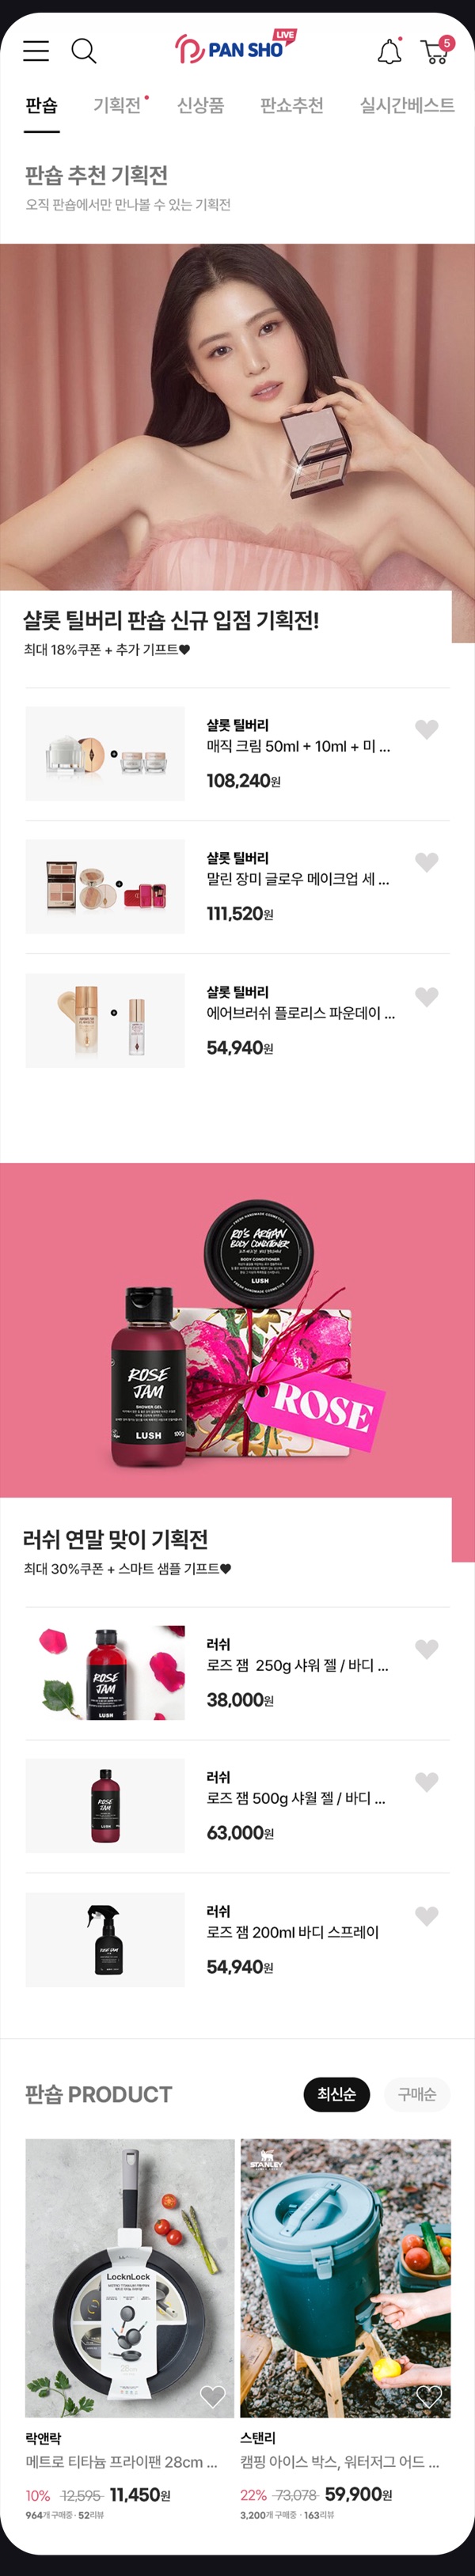 PAN SHO LIVE
5
판숍 기획전 신상품 판쇼추천 실시간베스트
판숍 추천 기획전
오직 판숍에서만 만나볼 수 있는 기획전
샬롯 틸버리 판숍 신규 입점 기획전!
최대 18%쿠폰 + 추가 기프트♥
샬롯 틸버리
매직 크림 50ml + 10ml + 미 ...
108,240원
샬롯 틸버리
말린 장미 글로우 메이크업 세 ...
111,520원
샬롯 틸버리
에어브러쉬 플로리스 파운데이 ...
54,940원
RO'S ARGAN
BODY CONDITIONER
BODY CONDITIONER
LUSH
ROSE
JAM
SHOWER GEL
LUSH
100g
ROSE
러쉬 연말 맞이 기획전
최대 30%쿠폰 + 스마트 샘플 기프트♥
ROSE
JAM
LUSH
러쉬
로즈 잼 250g 샤워 젤 / 바디 ...
38,000원
러쉬
로즈 잼 500g 샤월 젤 / 바디 ...
63,000원
러쉬
로즈 잼 200ml 바디 스프레이
54,940원
판숍 PRODUCT
최신순 구매순
LocknLock
STANLEY
락앤락
메트로 티타늄 프라이팬 28cm ...
10% 12,595 11,450원
964개 구매중 · 52리뷰
스탠리
캠핑 아이스 박스, 워터저그 어드 ...
22% 73,078 59,900원
3,200개 구매중 · 163리뷰